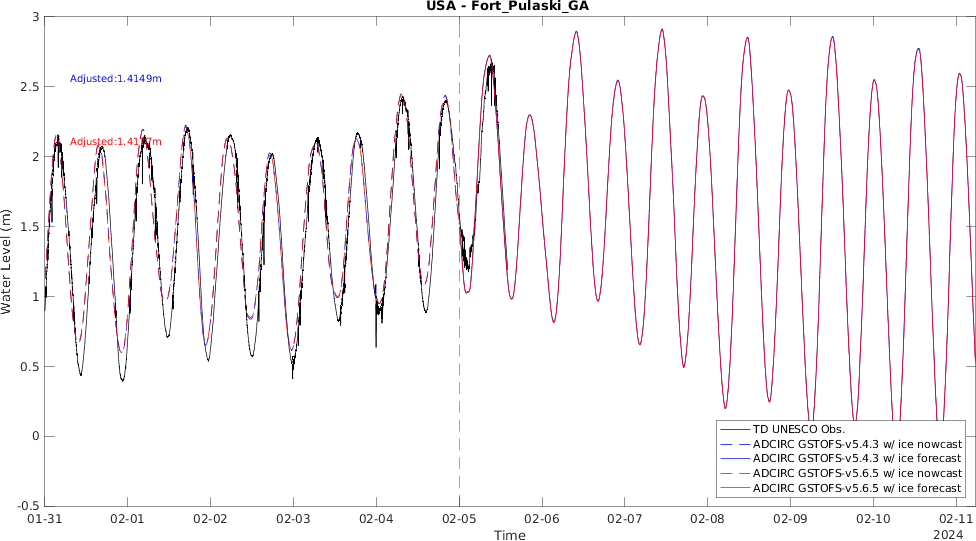 USA - Fort_Pulaski_GA
3
2.5
2
1.5
1
0.5
0
-0.5
Water Level (m)
Adjusted:1.4149m
TD UNESCO Obs.
ADCIRC GSTOFS-v5.4.3 w/ ice nowcast
ADCIRC GSTOFS-v5.4.3 w/ ice forecast
ADCIRC GSTOFS-v5.6.5 w/ ice nowcast
ADCIRC GSTOFS-v5.6.5 w/ ice forecast
01-31 02-01 02-02 02-03 02-04 02-05 02-06 02-07 02-08 02-09 02-10 02-11
Time
2024